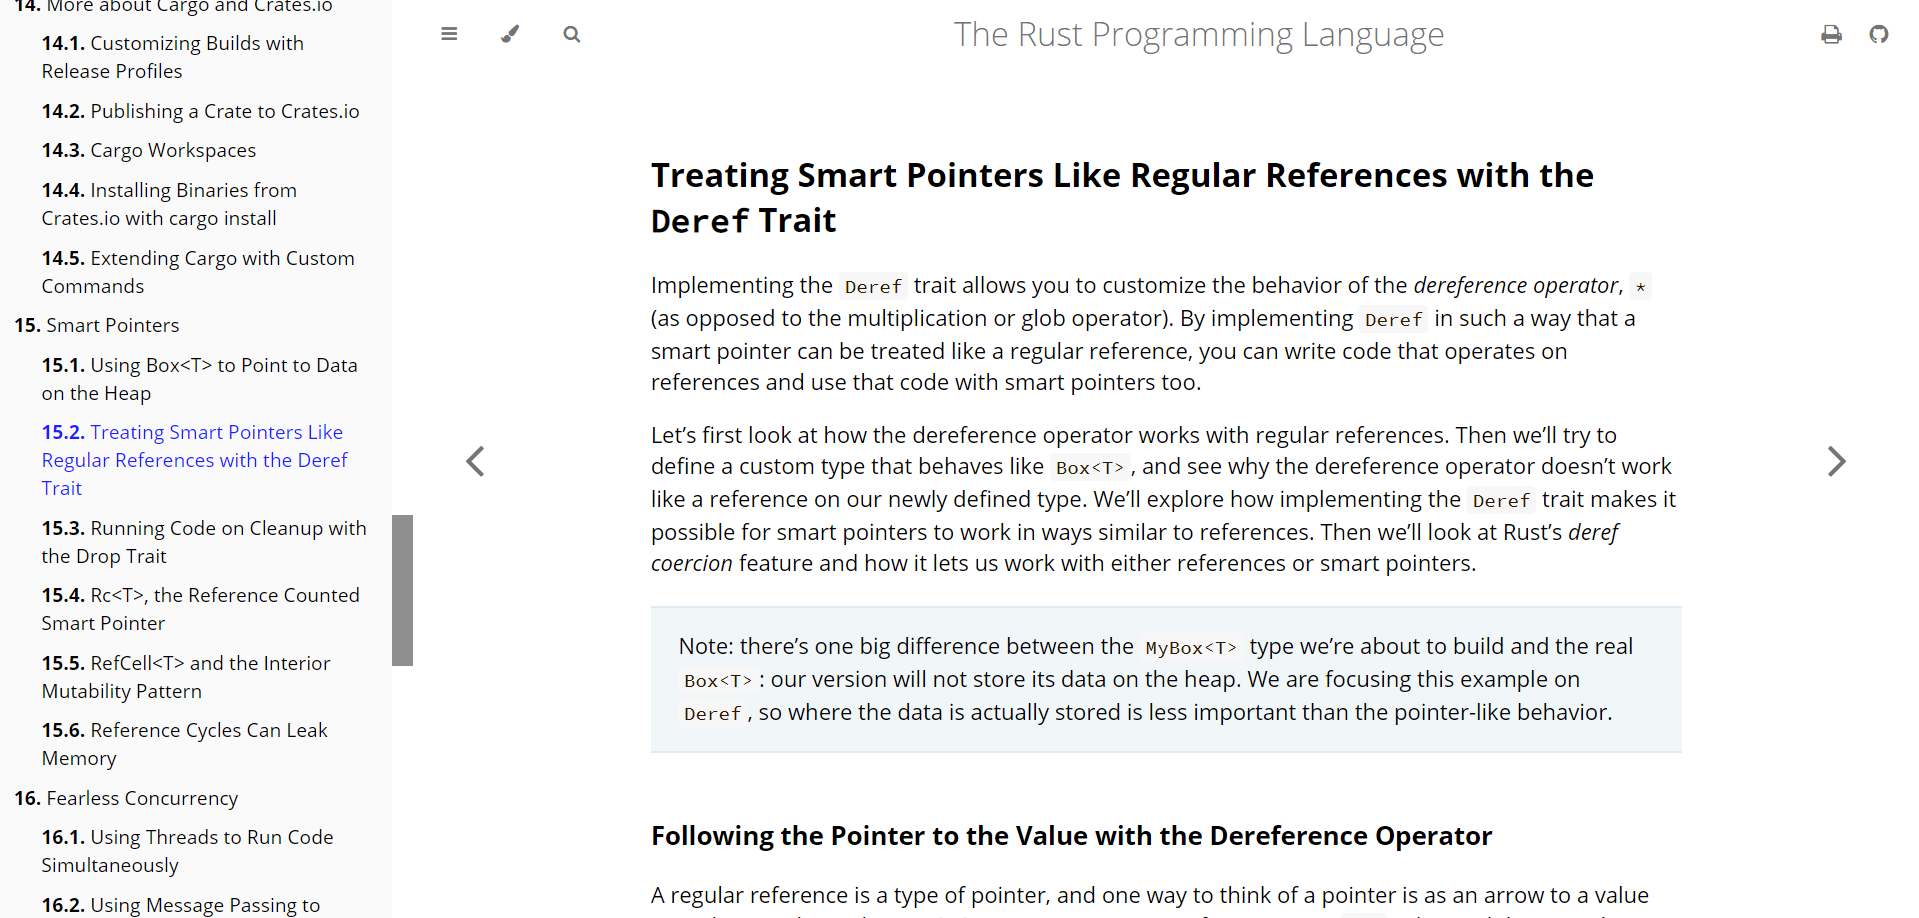 14. More about Cargo and Crates.io
14.1. Customizing Builds with
Release Profiles
14.2. Publishing a Crate to Crates.io
14.3. Cargo Workspaces
14.4. Installing Binaries from
Crates.io with cargo install
14.5. Extending Cargo with Custom
Commands
15. Smart Pointers
15.1. Using Box<T> to Point to Data
on the Heap
15.2. Treating Smart Pointers Like
Regular References with the Deref
Trait
15.3. Running Code on Cleanup with
the Drop Trait
15.4. Rc<T>, the Reference Counted
Smart Pointer
15.5. RefCell<T> and the Interior
Mutability Pattern
15.6. Reference Cycles Can Leak
Memory
16. Fearless Concurrency
16.1. Using Threads to Run Code
Simultaneously
16.2. Using Message Passing to
The Rust Programming Language
Treating Smart Pointers Like Regular References with the
Deref Trait
Implementing the Deref trait allows you to customize the behavior of the dereference operator, *
(as opposed to the multiplication or glob operator). By implementing Deref in such a way that a
smart pointer can be treated like a regular reference, you can write code that operates on
references and use that code with smart pointers too.
Let’s first look at how the dereference operator works with regular references. Then we’ll try to
define a custom type that behaves like Box<T>, and see why the dereference operator doesn’t work
like a reference on our newly defined type. We’ll explore how implementing the Deref trait makes it
possible for smart pointers to work in ways similar to references. Then we’ll look at Rust’s deref
coercion feature and how it lets us work with either references or smart pointers.
Note: there’s one big difference between the MyBox<T> type we’re about to build and the real
Box<T>: our version will not store its data on the heap. We are focusing this example on
Deref, so where the data is actually stored is less important than the pointer-like behavior.
Following the Pointer to the Value with the Dereference Operator
A regular reference is a type of pointer, and one way to think of a pointer is as an arrow to a value